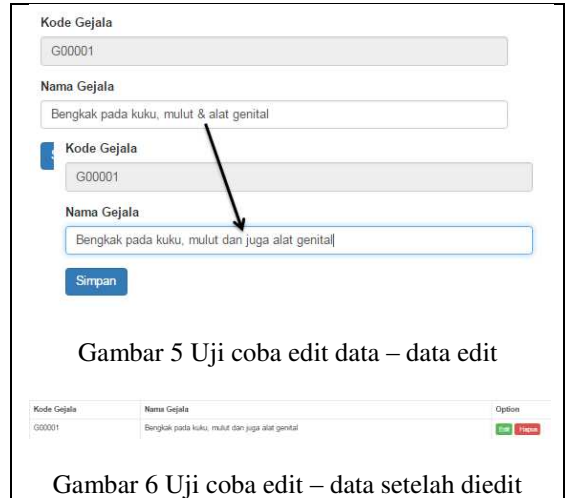 Kode Gejala
G00001
Nama Gejala
Bengkak pada kuku, mulut & alat genital
Kode Gejala
G00001
Nama Gejala
Bengkak pada kuku, mulut dan juga alat genital
Simpan
Gambar 5 Uji coba edit data – data edit
Kode Gejala Nama Gejala Option
G00001 Bengkak pada kuku, mulut dan juga alat genital Edit Hapus
Gambar 6 Uji coba edit – data setelah diedit